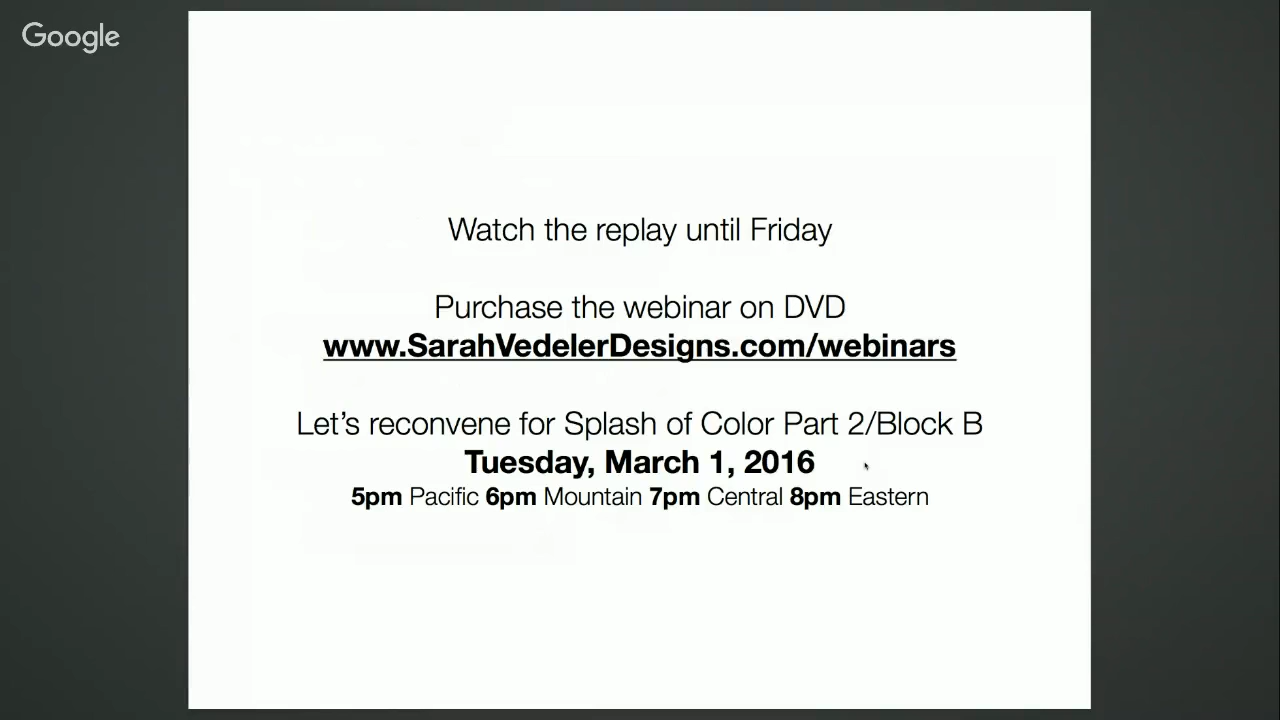 Google
Watch the replay until Friday
Purchase the webinar on DVD
www.SarahVedelerDesigns.com/webinars
Let's reconvene for Splash of Color Part 2/Block B
Tuesday, March 1, 2016
5pm Pacific 6pm Mountain 7pm Central 8pm Eastern